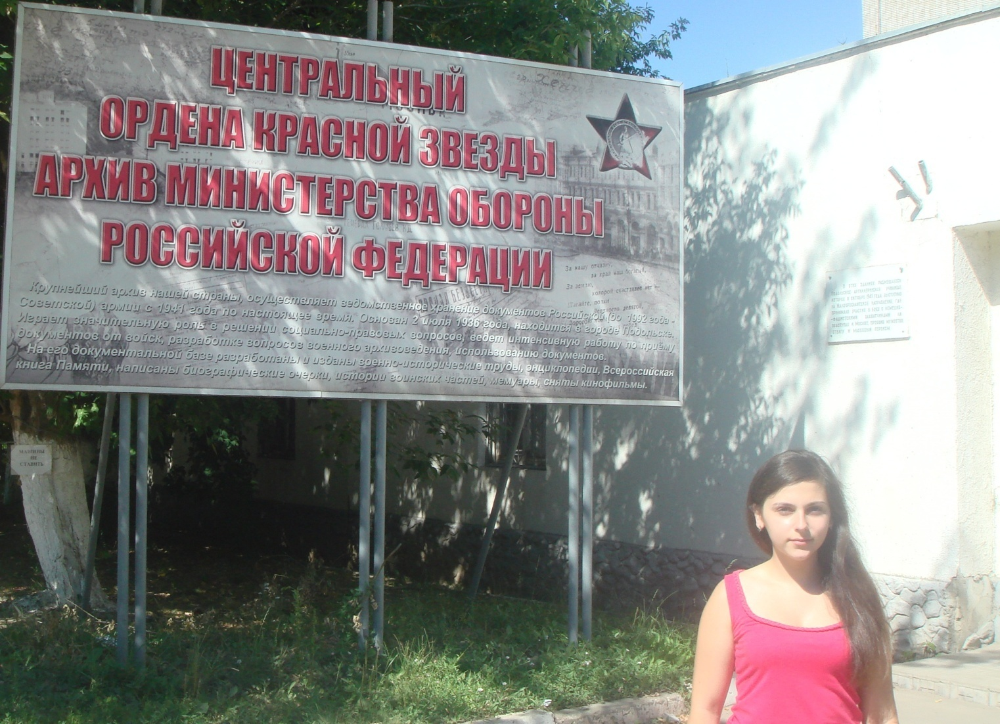 ЦЕНТРАЛЬНЫЙ
ОРДЕНА КРАСНОЙ ЗВЕЗДЫ
АРХИВ МИНИСТЕРСТВА ОБОРОНЫ
РОССИЙСКОЙ ФЕДЕРАЦИИ
За нашу отчизну,
за край наш богатый,
За землю,
которой счастливее нет —
Шагайте, полки
Крупнейший архив нашей страны, осуществляет ведомственное хранение документов Российской (до 1992 года -
Советской) армии с 1941 года по настоящее время. Основан 2 июля 1936 года, находится в городе Подольске.
Играет значительную роль в решении социально-правовых вопросов, ведет интенсивную работу по приёму
документов от войск, разработке вопросов военного архивоведения, использованию документов.
На его документальной базе разработаны и изданы военно-исторические труды, энциклопедии, Всероссийская
книга Памяти, написаны биографические очерки, истории воинских частей, мемуары, сняты кинофильмы.
МАШИНЫ
НЕ
СТАВИТЬ